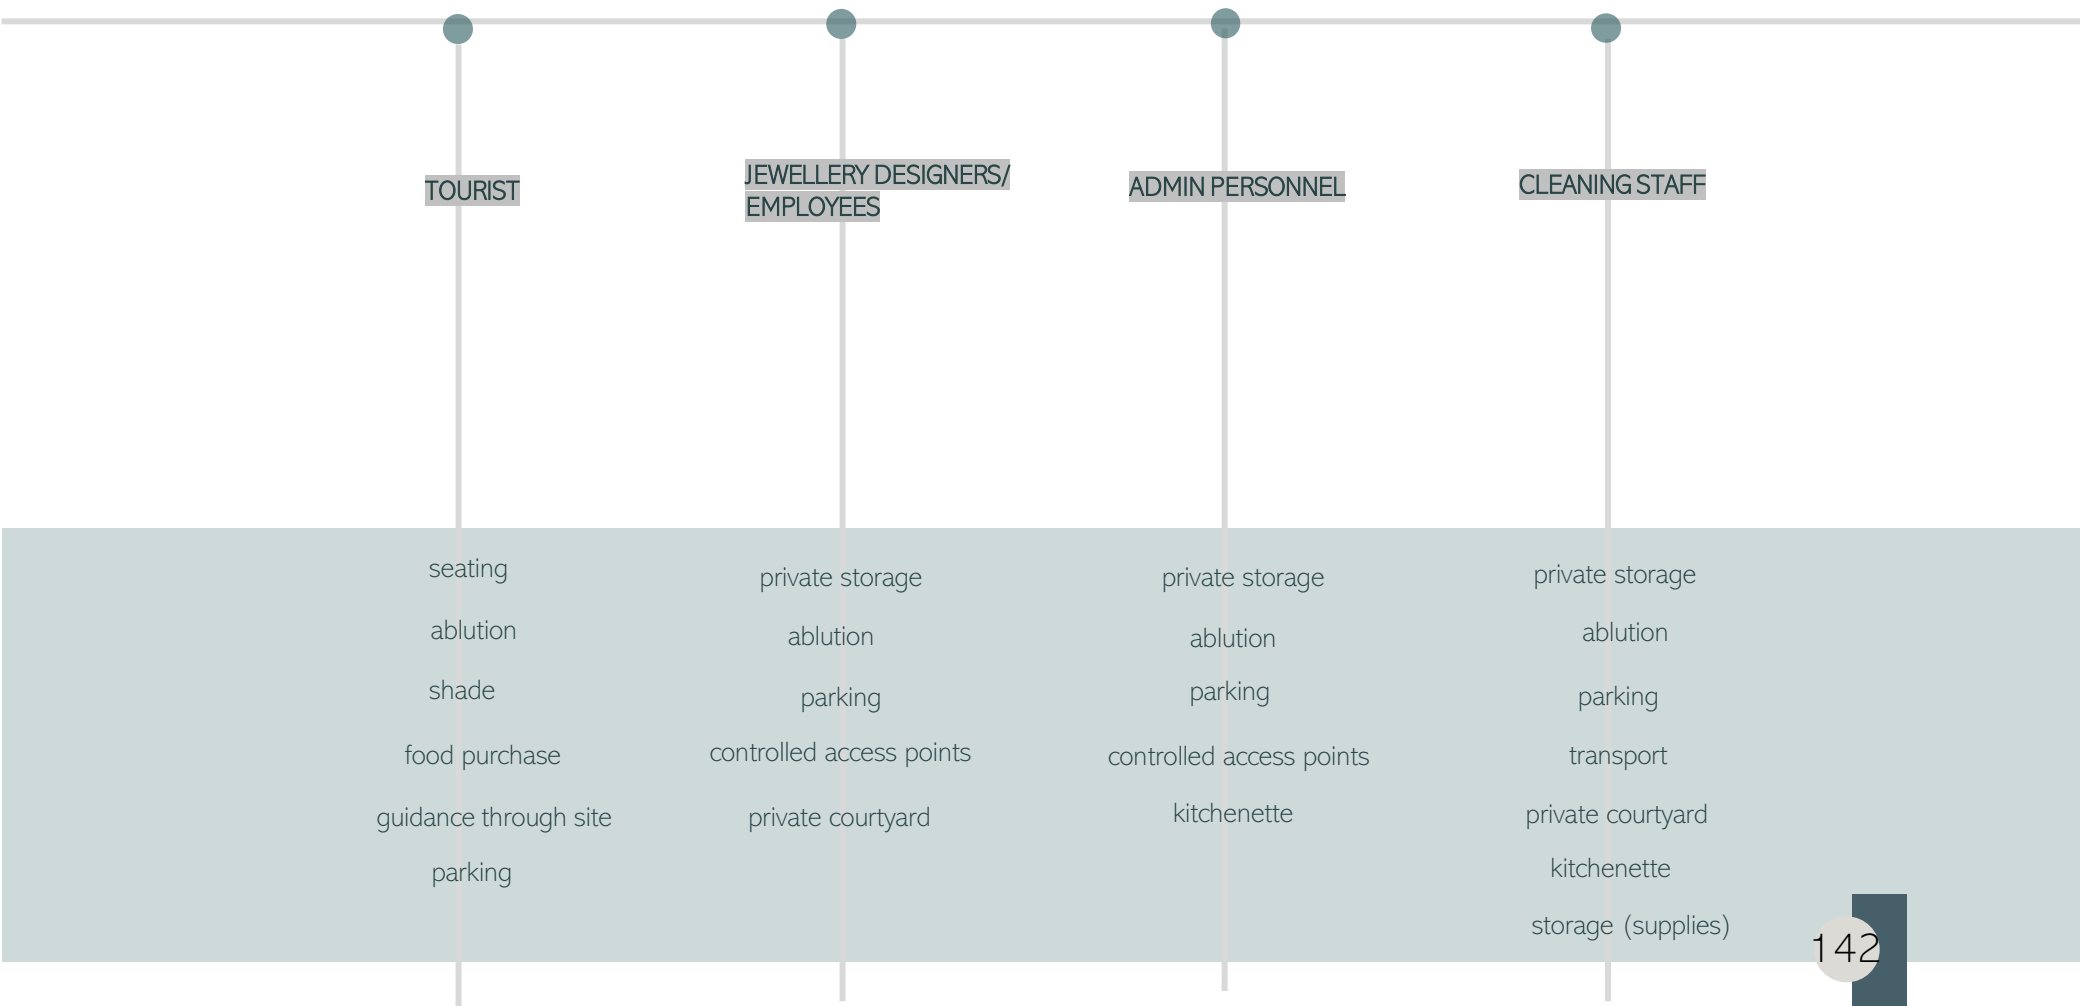 TOURIST
JEWELLERY DESIGNERS/
EMPLOYEES
ADMIN PERSONNEL
CLEANING STAFF
seating
ablution
shade
food purchase
guidance through site
parking
private storage
ablution
parking
controlled access points
private courtyard
private storage
ablution
parking
controlled access points
kitchenette
private storage
ablution
parking
transport
private courtyard
kitchenette
storage (supplies)
142